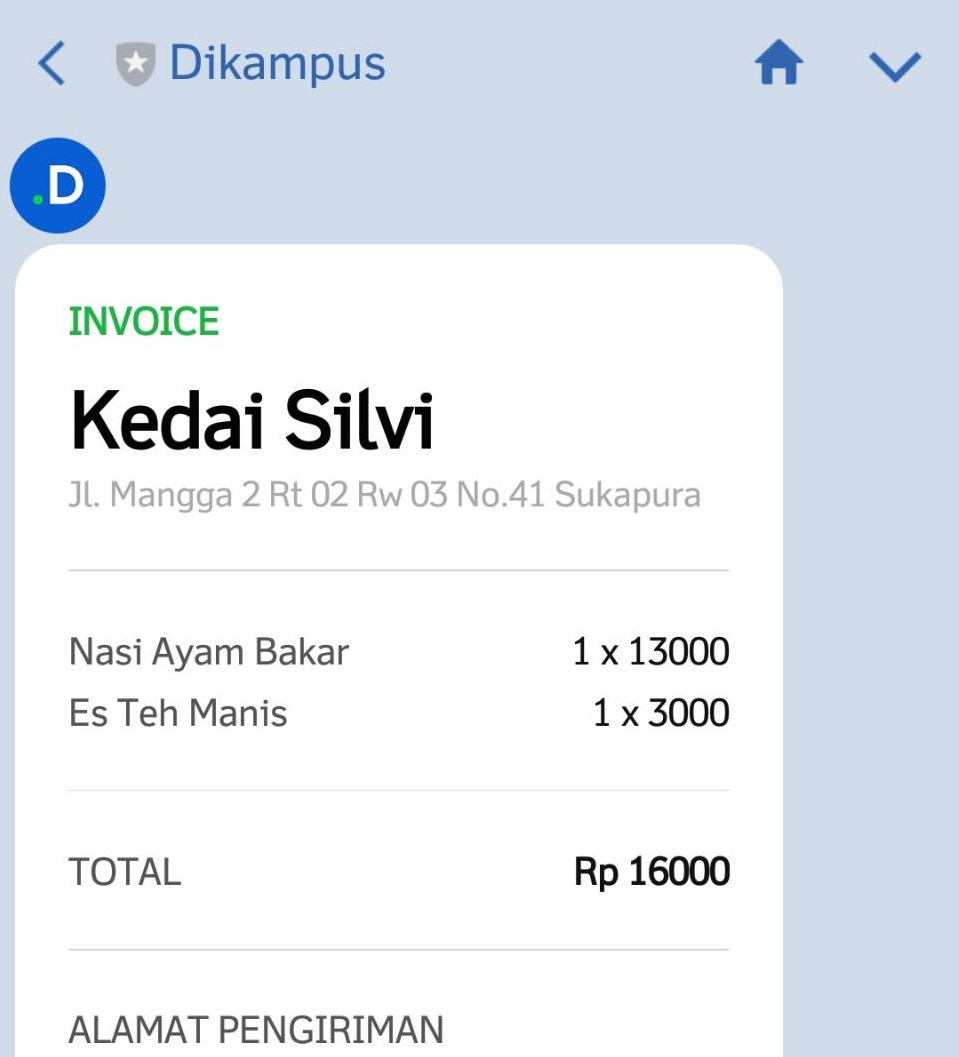 Dikampus
.D
INVOICE
Kedai Silvi
Jl. Mangga 2 Rt 02 Rw 03 No.41 Sukapura
Nasi Ayam Bakar 1 x 13000
Es Teh Manis 1 x 3000
TOTAL Rp 16000
ALAMAT PENGIRIMAN